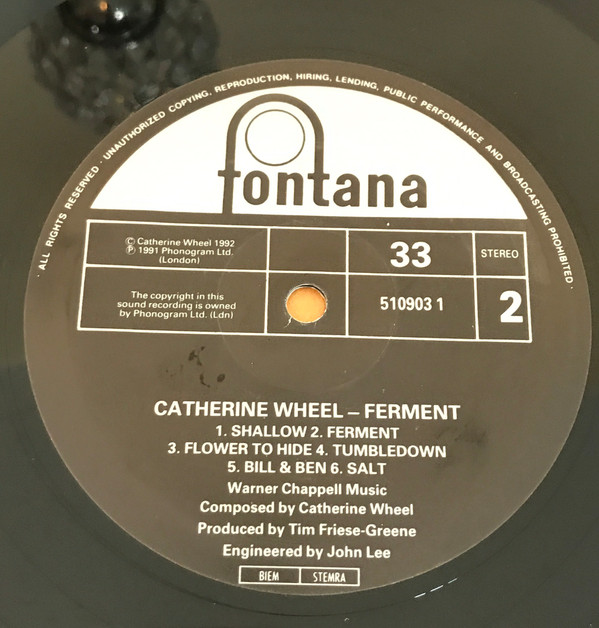 · ALL RIGHTS RESERVED · UNAUTHORIZED COPYING, REPRODUCTION, HIRING, LENDING, PUBLIC PERFORMANCE AND BROADCASTING PROHIBITED ·
fontana
© Catherine Wheel 1992
℗ 1991 Phonogram Ltd.
(London)
33
STEREO
The copyright in this
sound recording is owned
by Phonogram Ltd. (Ldn)
510903 1
2
CATHERINE WHEEL – FERMENT
1. SHALLOW 2. FERMENT
3. FLOWER TO HIDE 4. TUMBLEDOWN
5. BILL & BEN 6. SALT
Warner Chappell Music
Composed by Catherine Wheel
Produced by Tim Friese-Greene
Engineered by John Lee
BIEM STEMRA